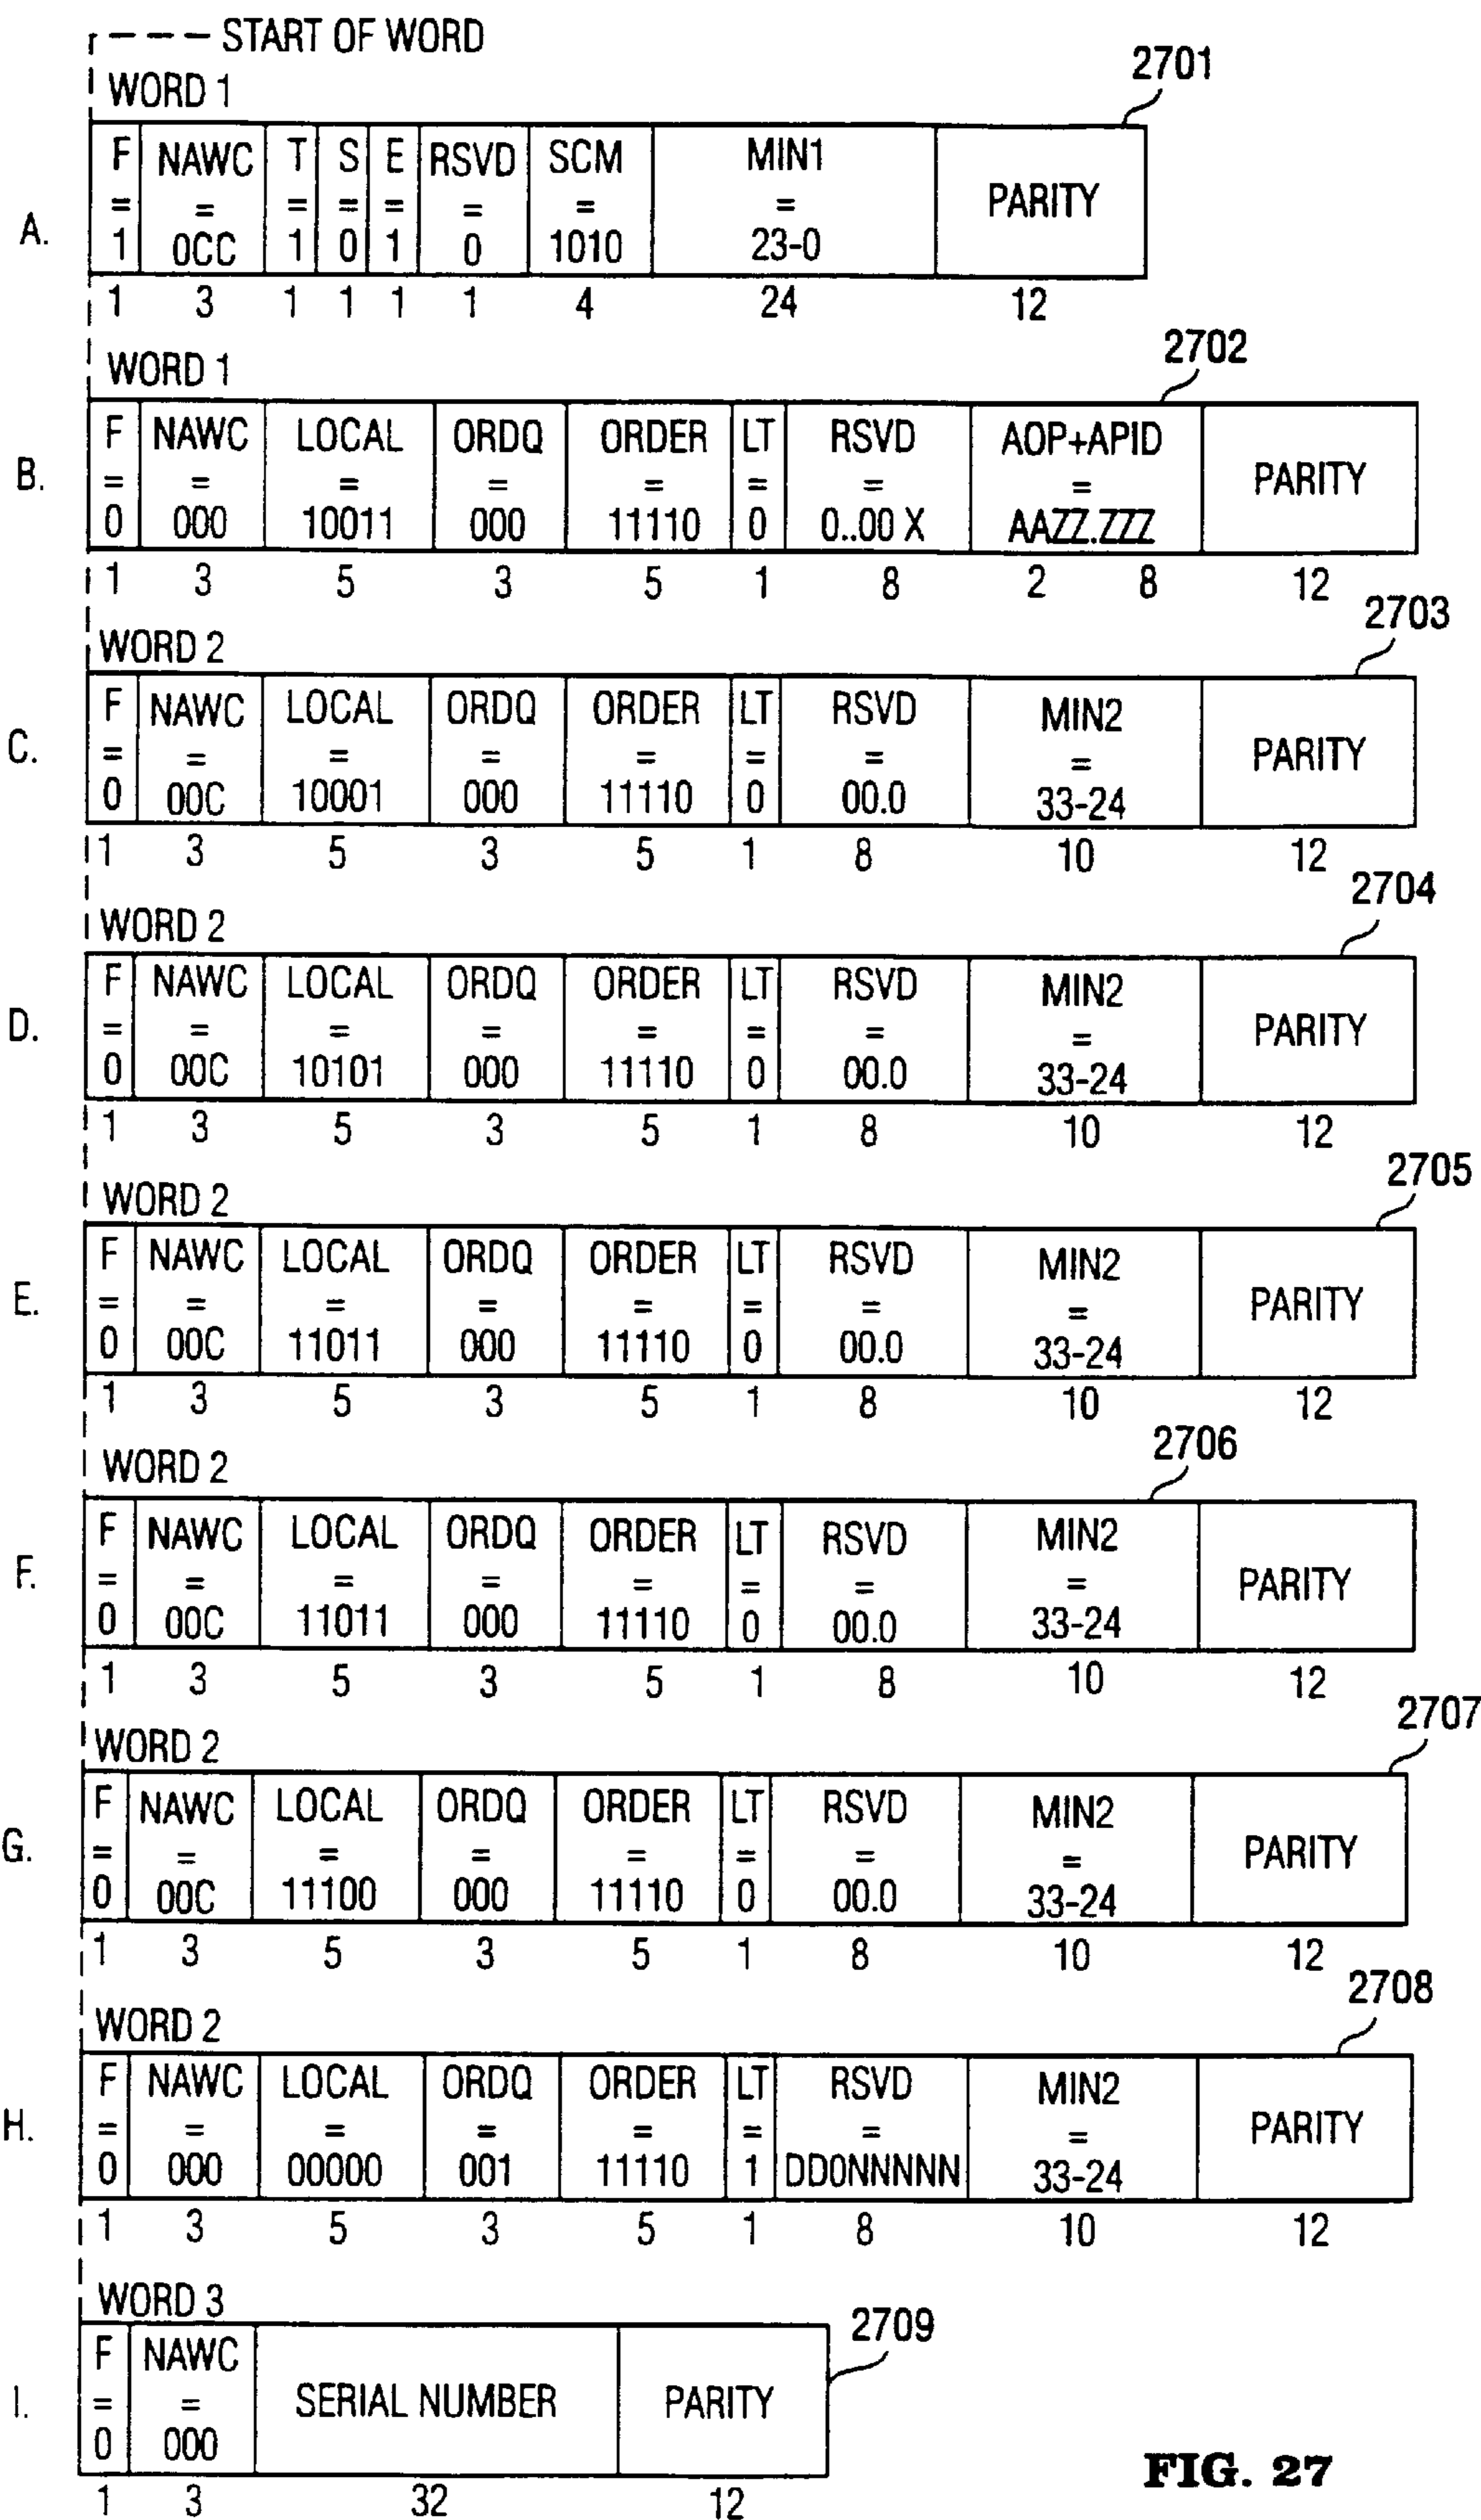 START OF WORD
WORD 1
2701
F NAWC T S E RSVD SCM MIN1 PARITY
= = = = = = = =
A. 1 0CC 1 0 1 0 1010 23-0
1 3 1 1 1 1 4 24 12
WORD 1
2702
F NAWC LOCAL ORDQ ORDER LT RSVD AOP+APID PARITY
= = = = = = = =
B. 0 000 10011 000 11110 0 0..00 X AAZZ.ZZZ
1 3 5 3 5 1 8 2 8 12
WORD 2
2703
F NAWC LOCAL ORDQ ORDER LT RSVD MIN2 PARITY
= = = = = = = =
C. 0 00C 10001 000 11110 0 00.0 33-24
1 3 5 3 5 1 8 10 12
WORD 2
2704
F NAWC LOCAL ORDQ ORDER LT RSVD MIN2 PARITY
= = = = = = = =
D. 0 00C 10101 000 11110 0 00.0 33-24
1 3 5 3 5 1 8 10 12
WORD 2
2705
F NAWC LOCAL ORDQ ORDER LT RSVD MIN2 PARITY
= = = = = = = =
E. 0 00C 11011 000 11110 0 00.0 33-24
1 3 5 3 5 1 8 10 12
WORD 2
2706
F NAWC LOCAL ORDQ ORDER LT RSVD MIN2 PARITY
= = = = = = = =
F. 0 00C 11011 000 11110 0 00.0 33-24
1 3 5 3 5 1 8 10 12
WORD 2
2707
F NAWC LOCAL ORDQ ORDER LT RSVD MIN2 PARITY
= = = = = = = =
G. 0 00C 11100 000 11110 0 00.0 33-24
1 3 5 3 5 1 8 10 12
WORD 2
2708
F NAWC LOCAL ORDQ ORDER LT RSVD MIN2 PARITY
= = = = = = = =
H. 0 000 00000 001 11110 1 DD0NNNNN 33-24
1 3 5 3 5 1 8 10 12
WORD 3
2709
F NAWC SERIAL NUMBER PARITY
= =
I. 0 000
1 3 32 12
FIG. 27